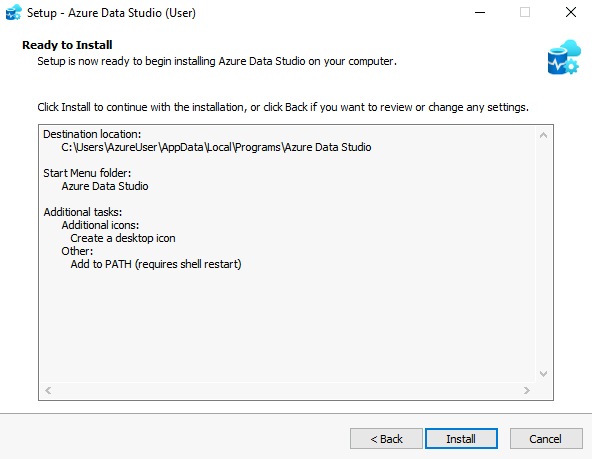 Setup - Azure Data Studio (User)
Ready to Install
Setup is now ready to begin installing Azure Data Studio on your computer.
Click Install to continue with the installation, or click Back if you want to review or change any settings.
Destination location:
C:\Users\AzureUser\AppData\Local\Programs\Azure Data Studio
Start Menu folder:
Azure Data Studio
Additional tasks:
Additional icons:
Create a desktop icon
Other:
Add to PATH (requires shell restart)
< Back
Install
Cancel